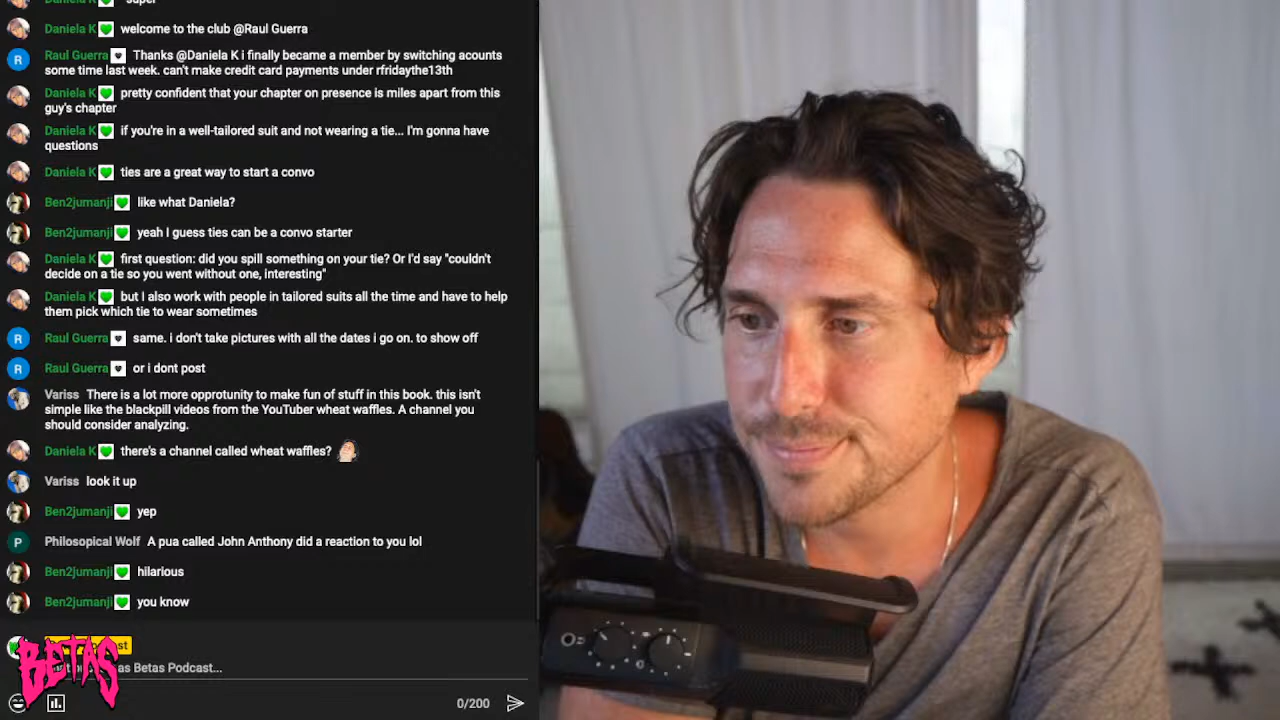 Daniela K super
Daniela K welcome to the club @Raul Guerra
Raul Guerra Thanks @Daniela K i finally became a member by switching acounts
some time last week. can't make credit card payments under rfridaythe13th
Daniela K pretty confident that your chapter on presence is miles apart from this
guy's chapter
Daniela K if you're in a well-tailored suit and not wearing a tie... I'm gonna have
questions
Daniela K ties are a great way to start a convo
Ben2jumanji like what Daniela?
Ben2jumanji yeah I guess ties can be a convo starter
Daniela K first question: did you spill something on your tie? Or I'd say "couldn't
decide on a tie so you went without one, interesting"
Daniela K but I also work with people in tailored suits all the time and have to help
them pick which tie to wear sometimes
R Raul Guerra same. i don't take pictures with all the dates i go on. to show off
R Raul Guerra or i dont post
Variss There is a lot more opprotunity to make fun of stuff in this book. this isn't
simple like the blackpill videos from the YouTuber wheat waffles. A channel you
should consider analyzing.
Daniela K there's a channel called wheat waffles?
Variss look it up
Ben2jumanji yep
P Philosopical Wolf A pua called John Anthony did a reaction to you lol
Ben2jumanji hilarious
Ben2jumanji you know
BETAS
as Betas Podcast...
0/200